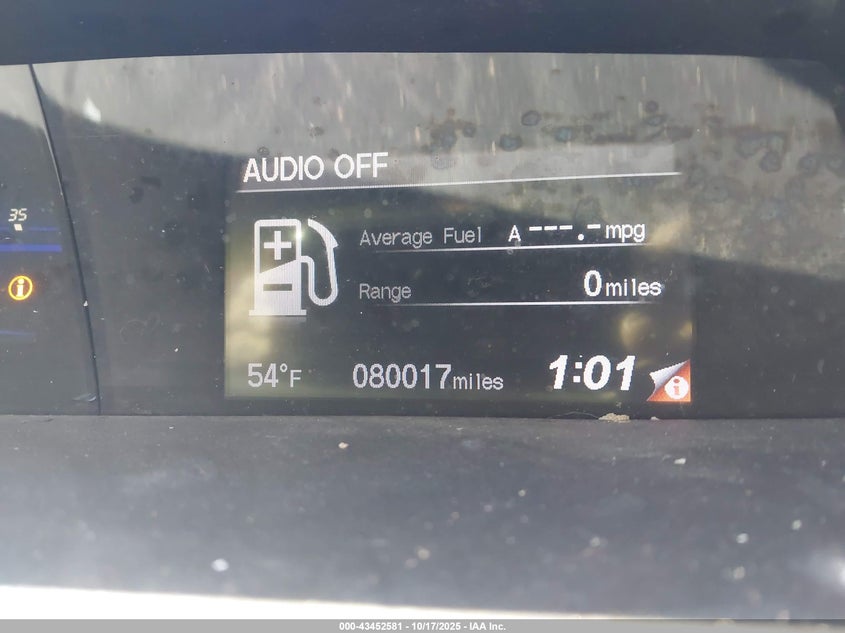 AUDIO OFF
35
Average Fuel A ---.- mpg
Range 0 miles
54°F 080017 miles 1:01
000-43452581 - 10/17/2025 - IAA Inc.